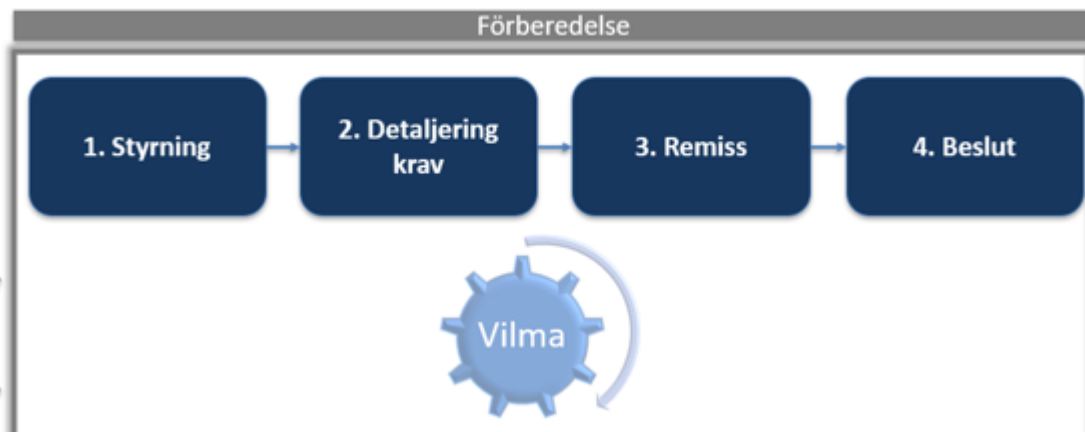 Förberedelse
1. Styrning
2. Detaljering
krav
3. Remiss
4. Beslut
Vilma